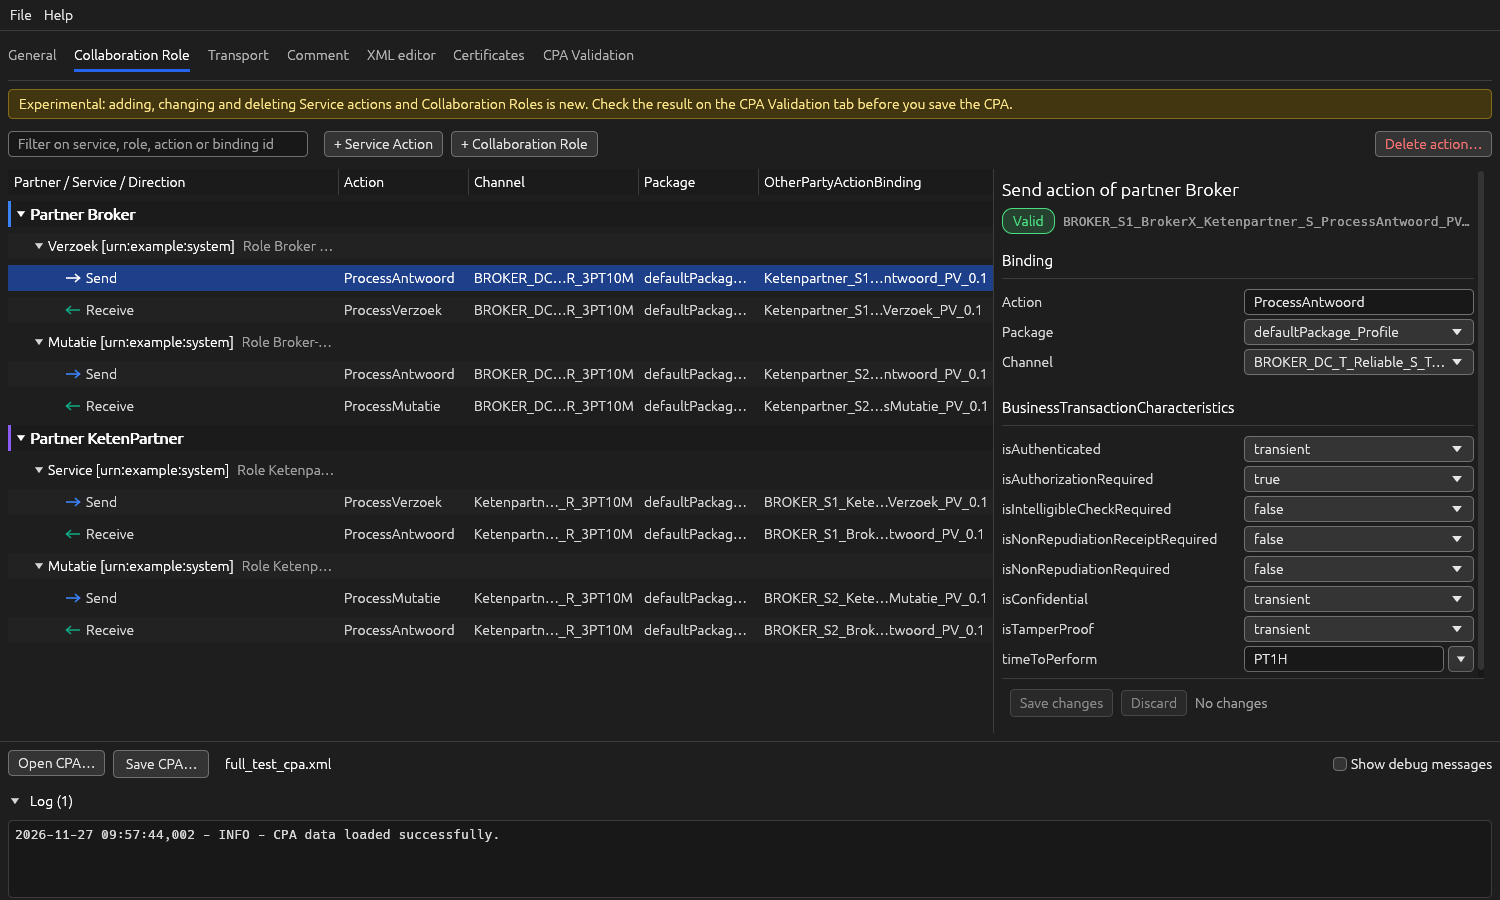 File Help
General Collaboration Role Transport Comment XML editor Certificates CPA Validation
Experimental: adding, changing and deleting Service actions and Collaboration Roles is new. Check the result on the CPA Validation tab before you save the CPA.
Filter on service, role, action or binding id + Service Action + Collaboration Role Delete action...
Partner / Service / Direction Action Channel Package OtherPartyActionBinding
Partner Broker
Verzoek [urn:example:system] Role Broker ...
Send ProcessAntwoord BROKER_DC...R_3PT10M defaultPackag... Ketenpartner_S1...ntwoord_PV_0.1
Receive ProcessVerzoek BROKER_DC...R_3PT10M defaultPackag... Ketenpartner_S1...Verzoek_PV_0.1
Mutatie [urn:example:system] Role Broker-...
Send ProcessAntwoord BROKER_DC...R_3PT10M defaultPackag... Ketenpartner_S2...ntwoord_PV_0.1
Receive ProcessMutatie BROKER_DC...R_3PT10M defaultPackag... Ketenpartner_S2...sMutatie_PV_0.1
Partner KetenPartner
Service [urn:example:system] Role Ketenpa...
Send ProcessVerzoek Ketenpartn..._R_3PT10M defaultPackag... BROKER_S1_Kete...Verzoek_PV_0.1
Receive ProcessAntwoord Ketenpartn..._R_3PT10M defaultPackag... BROKER_S1_Brok...twoord_PV_0.1
Mutatie [urn:example:system] Role Ketenp...
Send ProcessMutatie Ketenpartn..._R_3PT10M defaultPackag... BROKER_S2_Kete...Mutatie_PV_0.1
Receive ProcessAntwoord Ketenpartn..._R_3PT10M defaultPackag... BROKER_S2_Brok...twoord_PV_0.1
Send action of partner Broker
Valid BROKER_S1_BrokerX_Ketenpartner_S_ProcessAntwoord_PV...
Binding
Action ProcessAntwoord
Package defaultPackage_Profile
Channel BROKER_DC_T_Reliable_S_T...
BusinessTransactionCharacteristics
isAuthenticated transient
isAuthorizationRequired true
isIntelligibleCheckRequired false
isNonRepudiationReceiptRequired false
isNonRepudiationRequired false
isConfidential transient
isTamperProof transient
timeToPerform PT1H
Save changes Discard No changes
Open CPA... Save CPA... full_test_cpa.xml Show debug messages
Log (1)
2026-11-27 09:57:44,002 - INFO - CPA data loaded successfully.